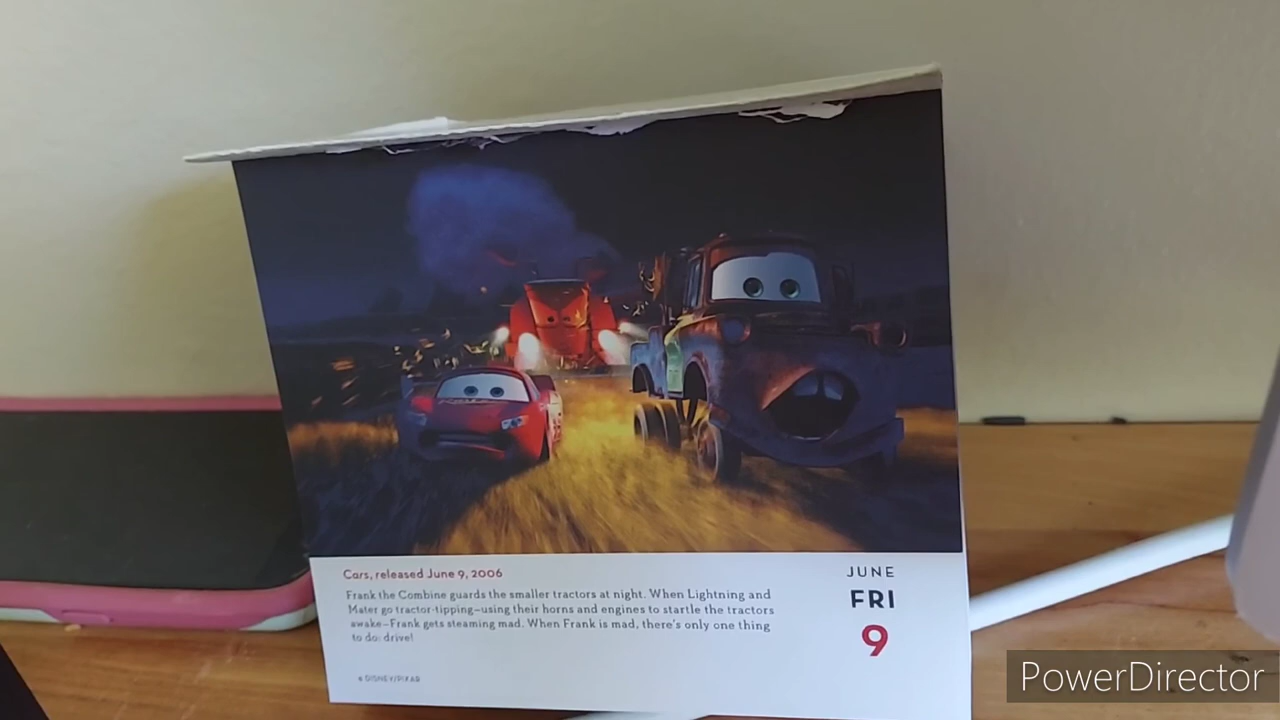 Cars, released June 9, 2006
Frank the Combine guards the smaller tractors at night. When Lightning and
Mater go tractor-tipping—using their horns and engines to startle the tractors
awake—Frank gets steaming mad. When Frank is mad, there's only one thing
to do: drive!
© DISNEY/PIXAR
JUNE
FRI
9
PowerDirector